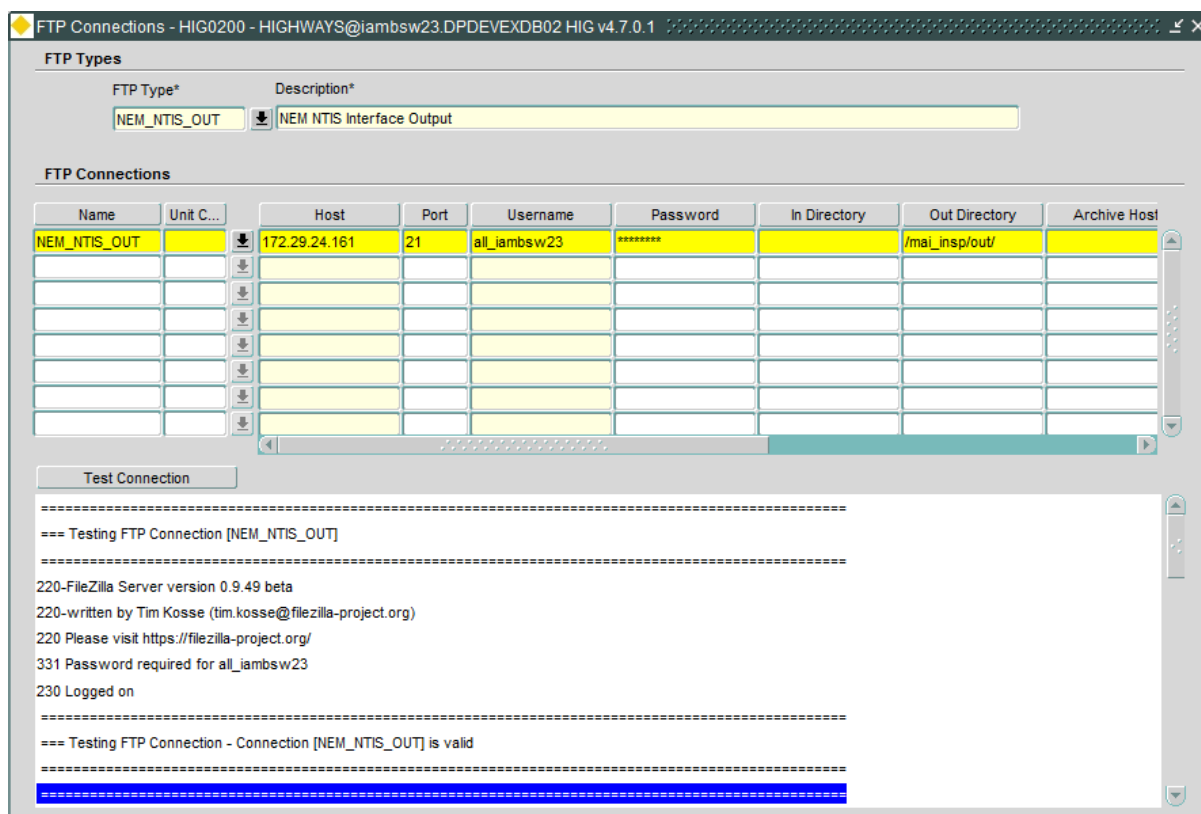 FTP Connections - HIG0200 - HIGHWAYS@iambsw23.DPDEVEXDB02 HIG v4.7.0.1
FTP Types
FTP Type* Description*
NEM_NTIS_OUT NEM NTIS Interface Output
FTP Connections
Name Unit C... Host Port Username Password In Directory Out Directory Archive Host
NEM_NTIS_OUT 172.29.24.161 21 all_iambsw23 ******** /mai_insp/out/
Test Connection
====================================================================================================
=== Testing FTP Connection [NEM_NTIS_OUT]
====================================================================================================
220-FileZilla Server version 0.9.49 beta
220-written by Tim Kosse (tim.kosse@filezilla-project.org)
220 Please visit https://filezilla-project.org/
331 Password required for all_iambsw23
230 Logged on
====================================================================================================
=== Testing FTP Connection - Connection [NEM_NTIS_OUT] is valid
====================================================================================================
====================================================================================================